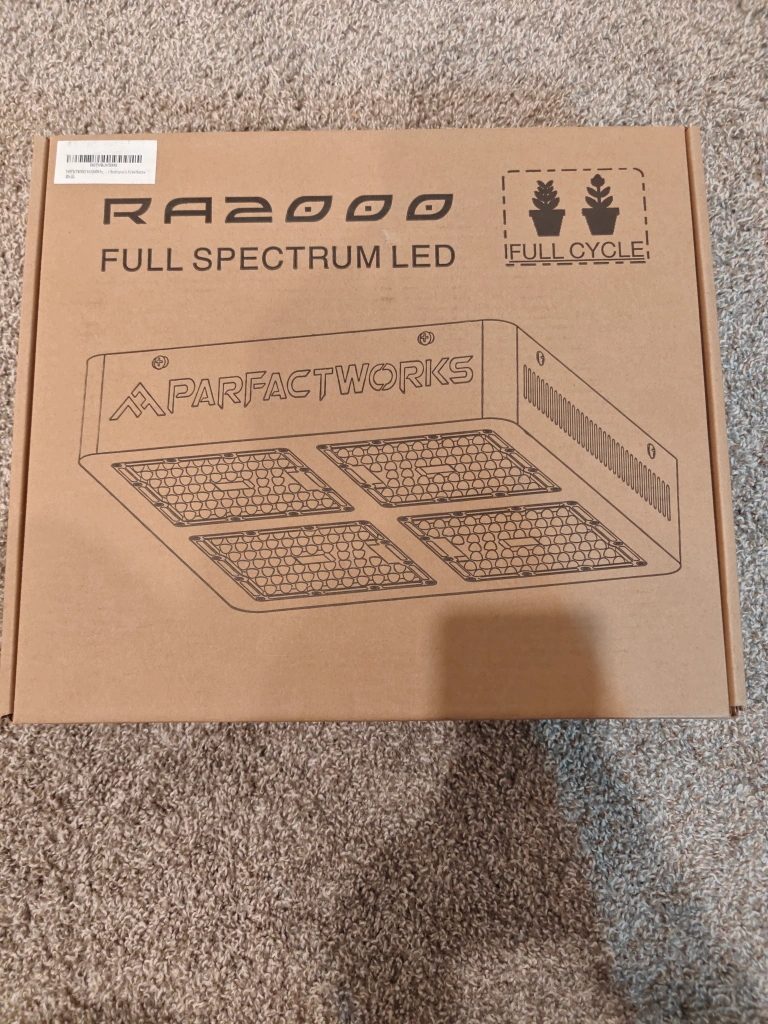 RA2000
FULL SPECTRUM LED
FULL CYCLE
PARFACTWORKS